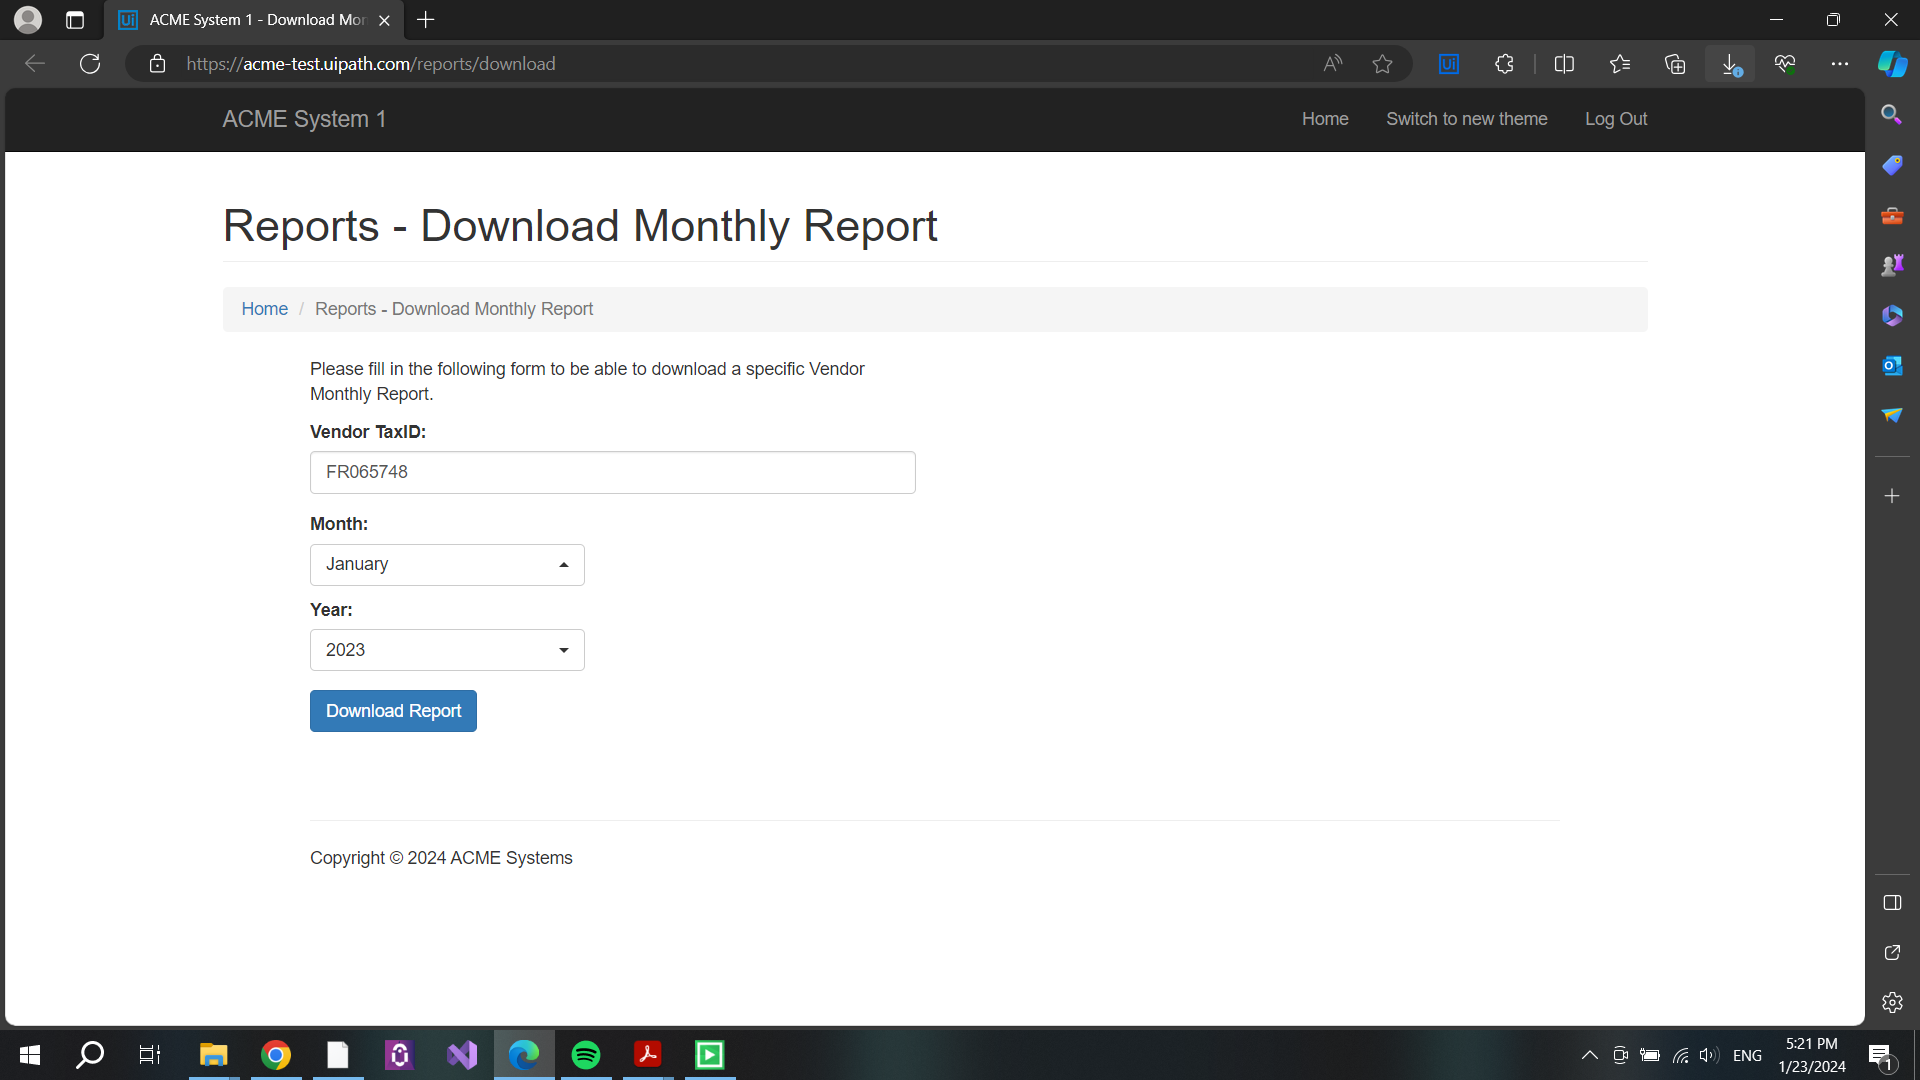 ACME System 1 - Download Mon
https://acme-test.uipath.com/reports/download
ACME System 1
Home
Switch to new theme
Log Out
Reports - Download Monthly Report
Home / Reports - Download Monthly Report
Please fill in the following form to be able to download a specific Vendor
Monthly Report.
Vendor TaxID:
FR065748
Month:
January
Year:
2023
Download Report
Copyright © 2024 ACME Systems
ENG
5:21 PM
1/23/2024
1